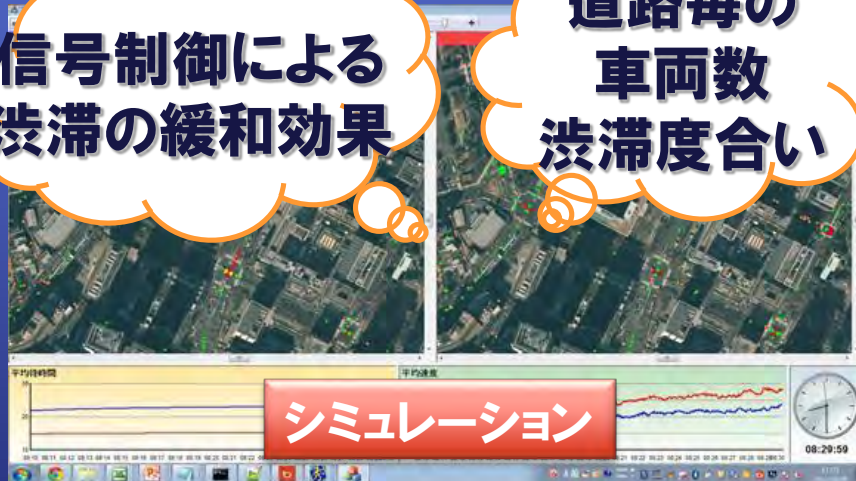 信号制御による
渋滞の緩和効果
道路毎の
車両数
渋滞度合い
平均待時間
平均速度
シミュレーション
08:29:59